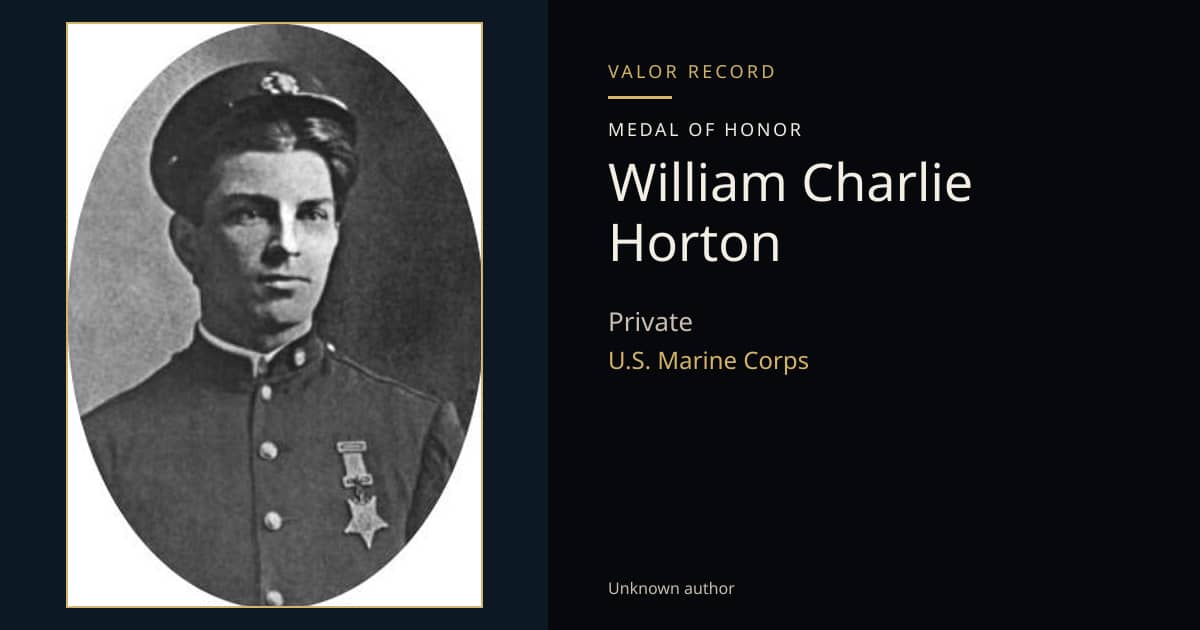 VALOR RECORD
MEDAL OF HONOR
William Charlie
Horton
Private
U.S. Marine Corps
Unknown author